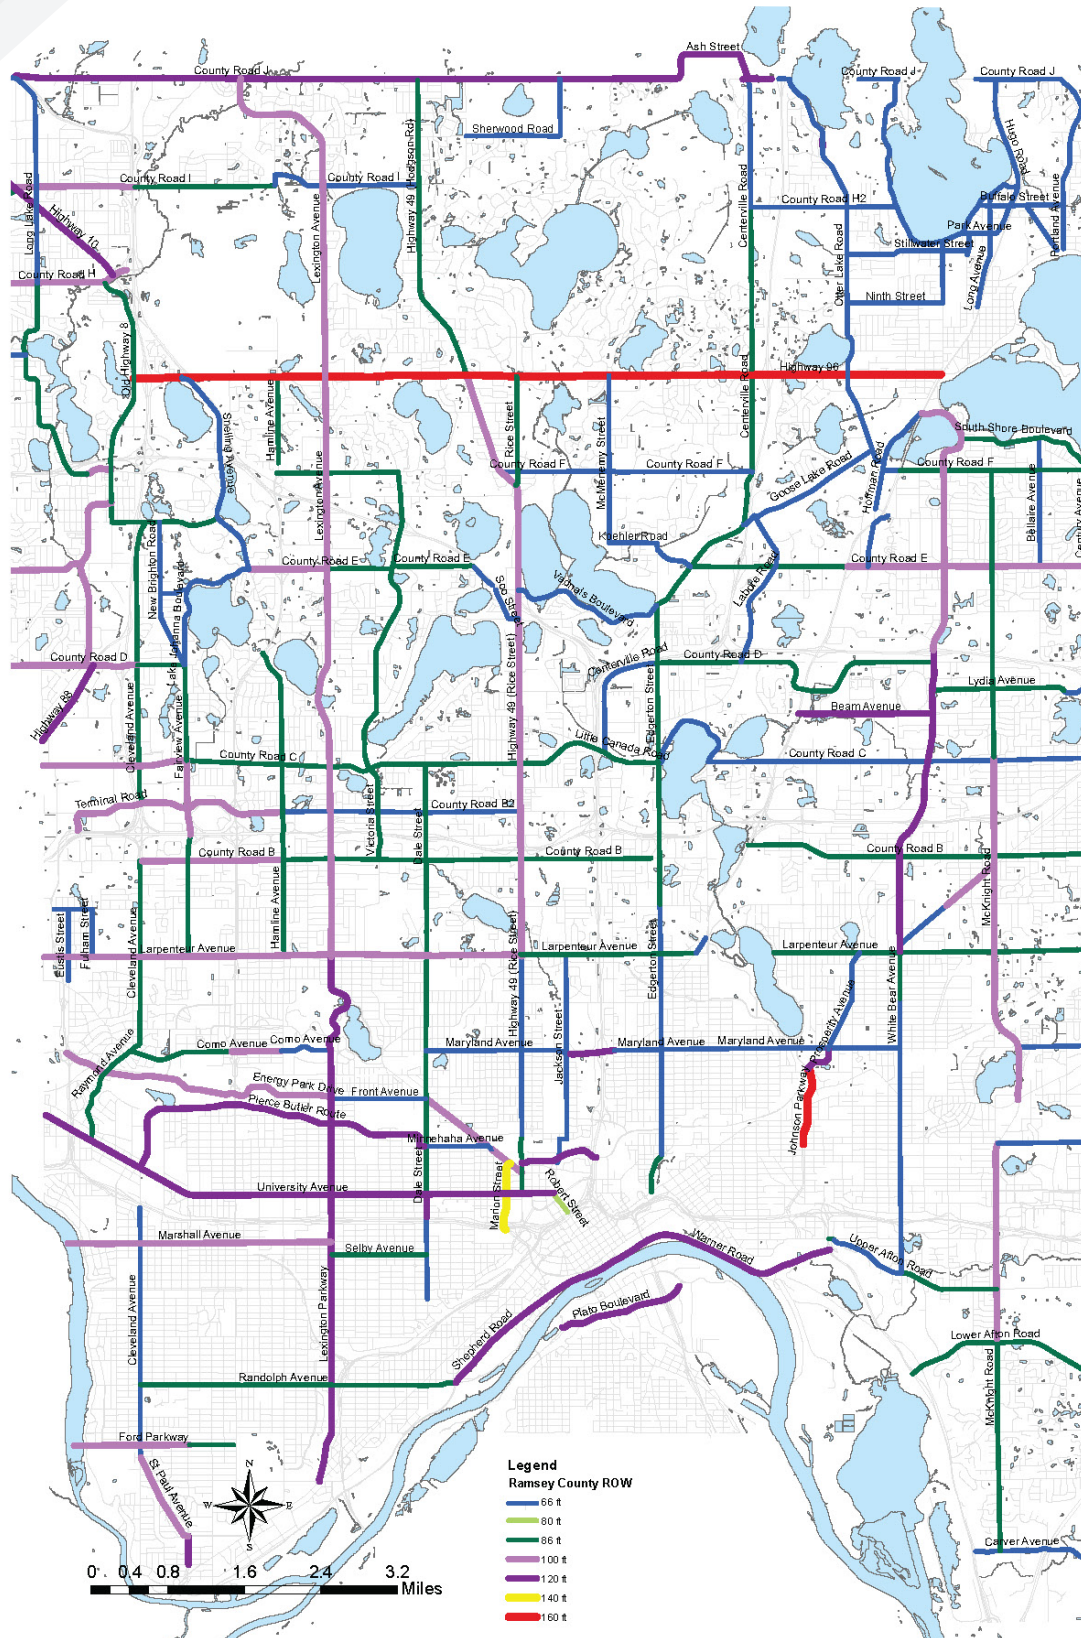 Ash Street
County Road J
County Road J
County Road J
Sherwood Road
Highway 49 (Hodgson Rd)
Hugo Road
County Road I
County Road I
Long Lake Road
Lexington Avenue
Centerville Road
County Road H2
Buffalo Street
Portland Avenue
Highway 10
Park Avenue
Stillwater Street
Otter Lake Road
Long Avenue
County Road H
Ninth Street
Old Highway 8
Highway 96
Hamline Avenue
Snelling Avenue
Rice Street
McMenemy Street
Centerville Road
South Shore Boulevard
Lexington Avenue
County Road F
County Road F
County Road F
Goose Lake Road
Hoffman Road
Bellaire Avenue
Century Avenue
New Brighton Road
Koehler Road
County Road E
County Road E
County Road E
Labore Road
Lake Johanna Boulevard
Soo Street
Vadnais Boulevard
County Road D
Highway 49 (Rice Street)
Centerville Road
County Road D
Lydia Avenue
Highway 88
Cleveland Avenue
Fairview Avenue
Edgerton Street
Beam Avenue
County Road C
Little Canada Road
County Road C
Terminal Road
County Road B2
Victoria Street
Dale Street
County Road B
County Road B
County Road B
McKnight Road
Hamline Avenue
Eustis Street
Fulham Street
Cleveland Avenue
Larpenteur Avenue
Highway 49 (Rice Street)
Larpenteur Avenue
Edgerton Street
Larpenteur Avenue
White Bear Avenue
Prosperity Avenue
Raymond Avenue
Como Avenue
Como Avenue
Maryland Avenue
Jackson Street
Maryland Avenue
Maryland Avenue
Energy Park Drive
Front Avenue
Pierce Butler Route
Johnson Parkway
Minnehaha Avenue
Dale Street
University Avenue
Marion Street
Robert Street
Marshall Avenue
Selby Avenue
Warner Road
Upper Afton Road
Cleveland Avenue
Lexington Parkway
Shepherd Road
Plato Boulevard
Lower Afton Road
Randolph Avenue
McKnight Road
Ford Parkway
St Paul Avenue
N
W
E
S
Carver Avenue
0
0.4
0.8
1.6
2.4
3.2
Miles
Legend
Ramsey County ROW
66 ft
80 ft
86 ft
100 ft
120 ft
140 ft
160 ft